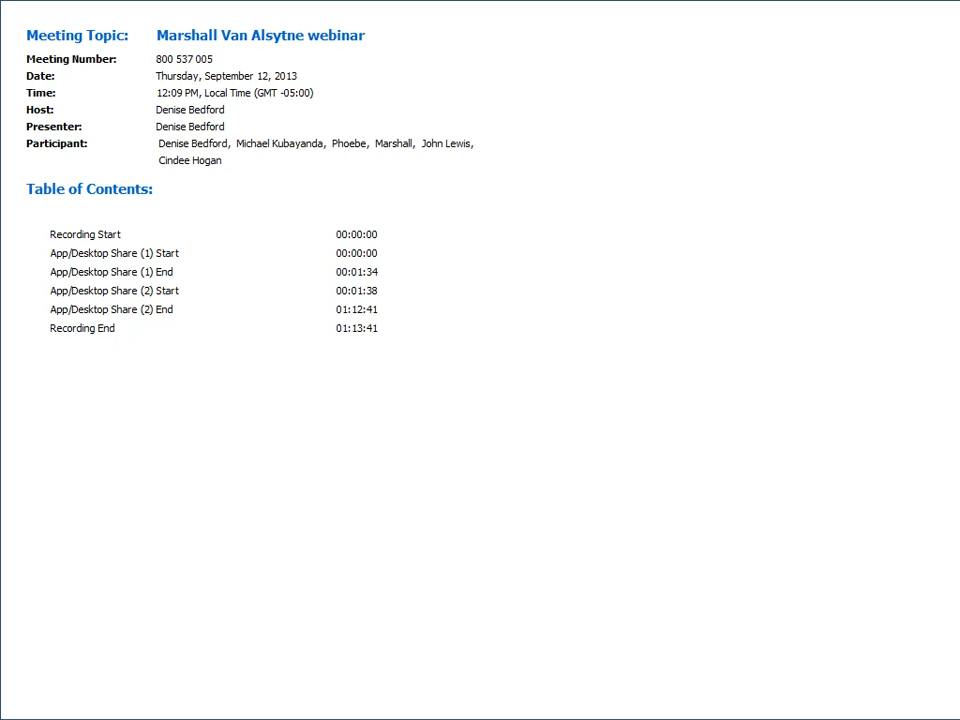 Meeting Topic: Marshall Van Alsytne webinar
Meeting Number: 800 537 005
Date: Thursday, September 12, 2013
Time: 12:09 PM, Local Time (GMT -05:00)
Host: Denise Bedford
Presenter: Denise Bedford
Participant: Denise Bedford, Michael Kubayanda, Phoebe, Marshall, John Lewis,
Cindee Hogan
Table of Contents:
Recording Start 00:00:00
App/Desktop Share (1) Start 00:00:00
App/Desktop Share (1) End 00:01:34
App/Desktop Share (2) Start 00:01:38
App/Desktop Share (2) End 01:12:41
Recording End 01:13:41